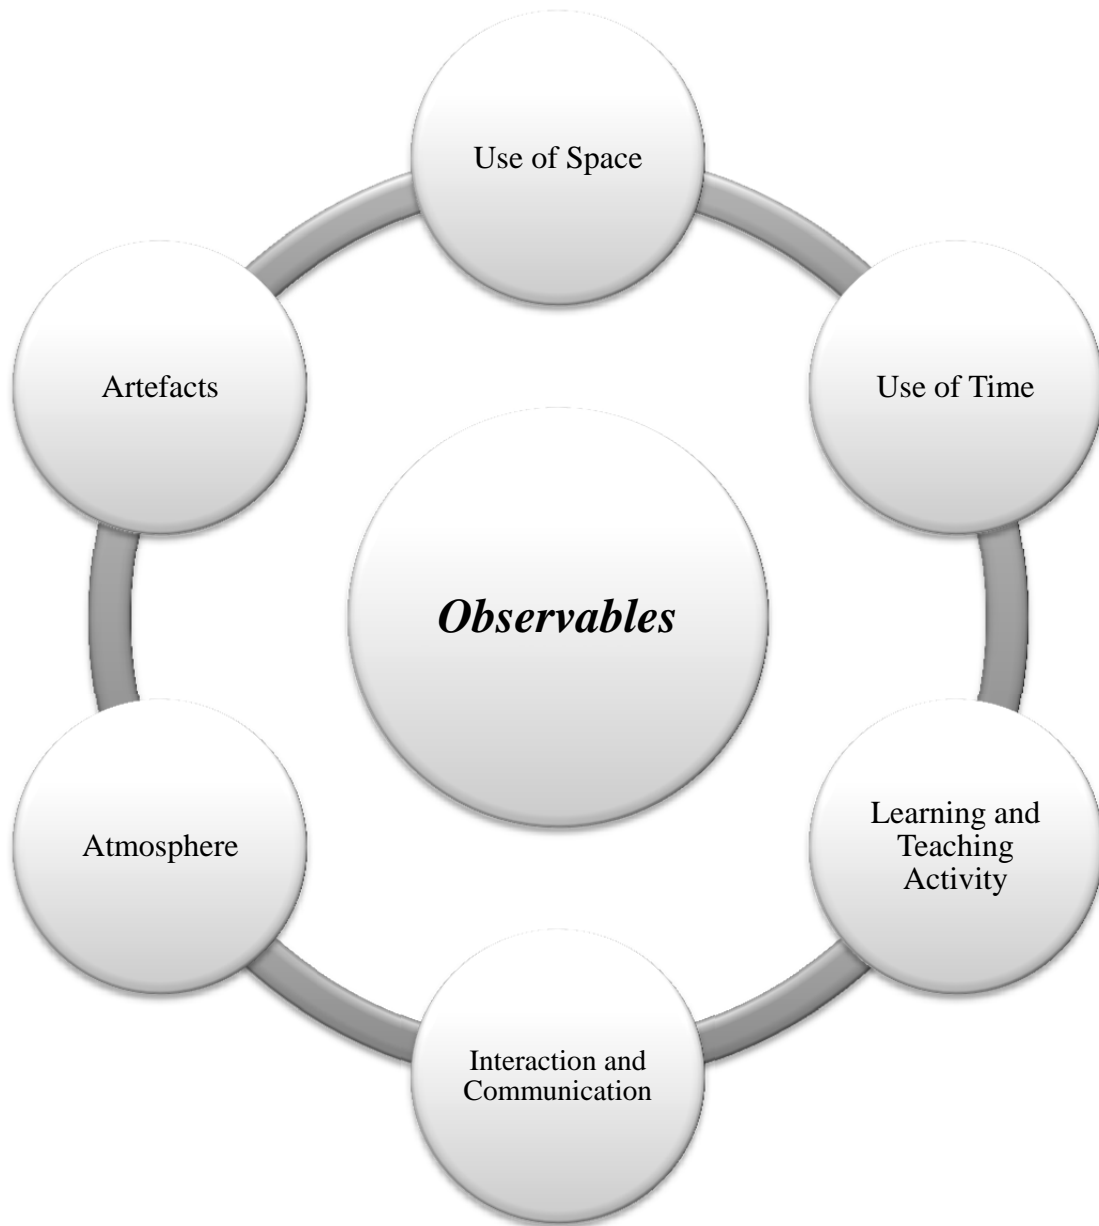 Use of Space
Artefacts
Use of Time
Observables
Atmosphere
Learning and
Teaching
Activity
Interaction and
Communication